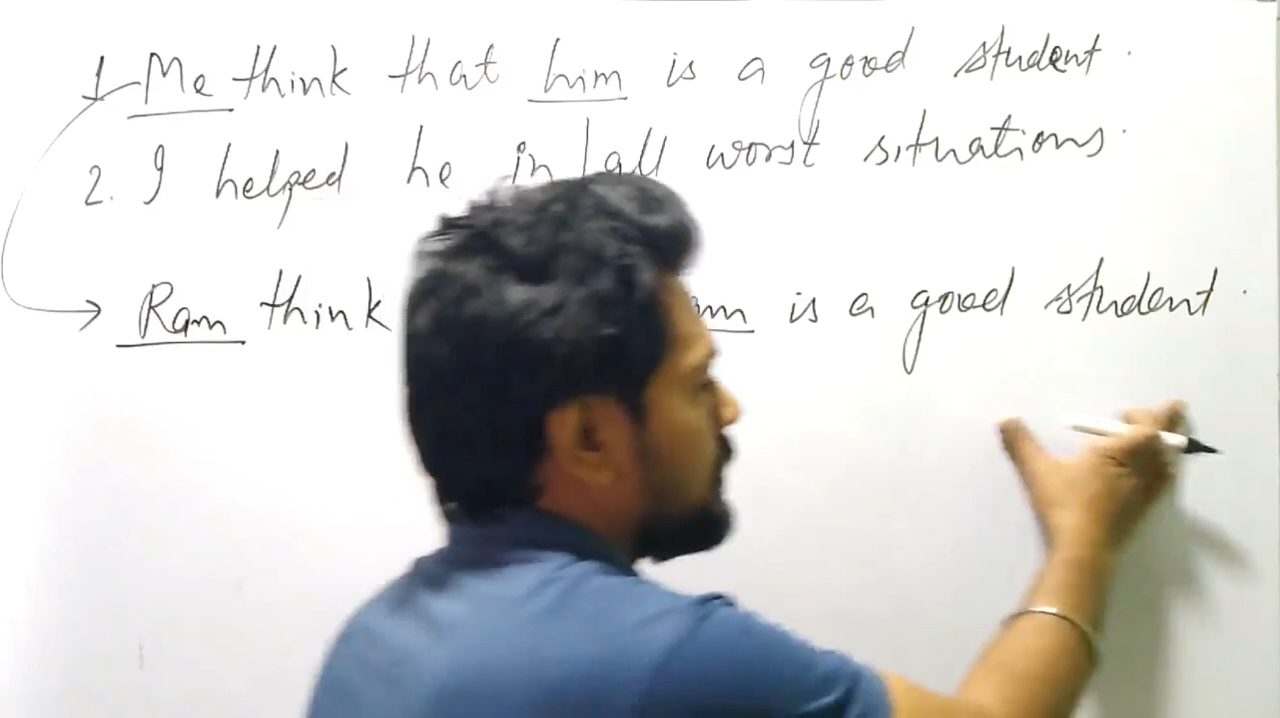 1 Me think that him is a good student.
2. I helped he in all worst situations.
→ Ram think is a good student.